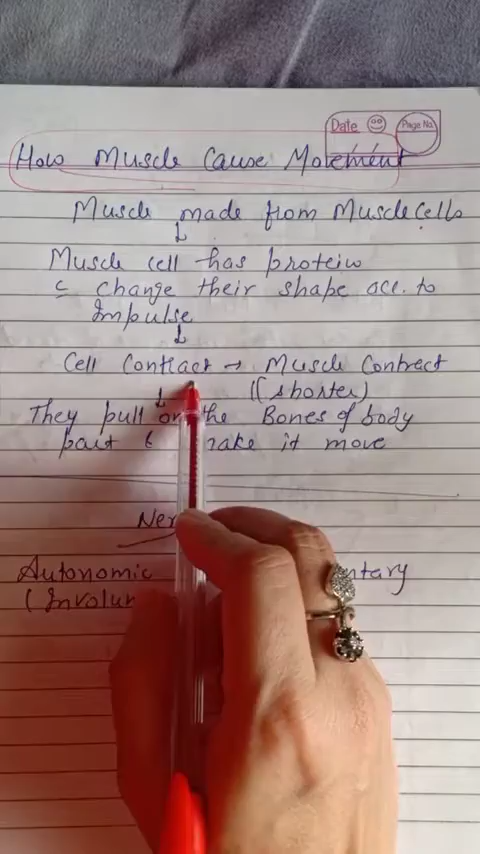 Date
Page No.
How Muscle Cause Movement
Muscle made from Muscle Cells
↓
Muscle cell has protein
c change their shape acc. to
Impulse
↓
Cell Contract → Muscle Contrect
(Shorter)
↓
They pull on the Bones of body
part & make it move
Autonomic
(Involun